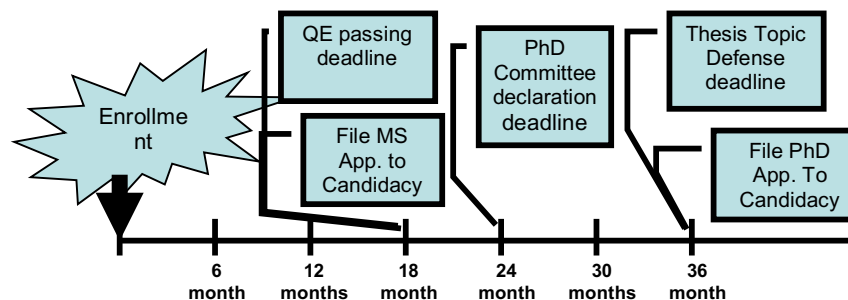 Enrollme
nt
QE passing
deadline
File MS
App. to
Candidacy
PhD
Committee
declaration
deadline
Thesis Topic
Defense
deadline
File PhD
App. To
Candidacy
6
month
12
months
18
month
24
month
30
months
36
month